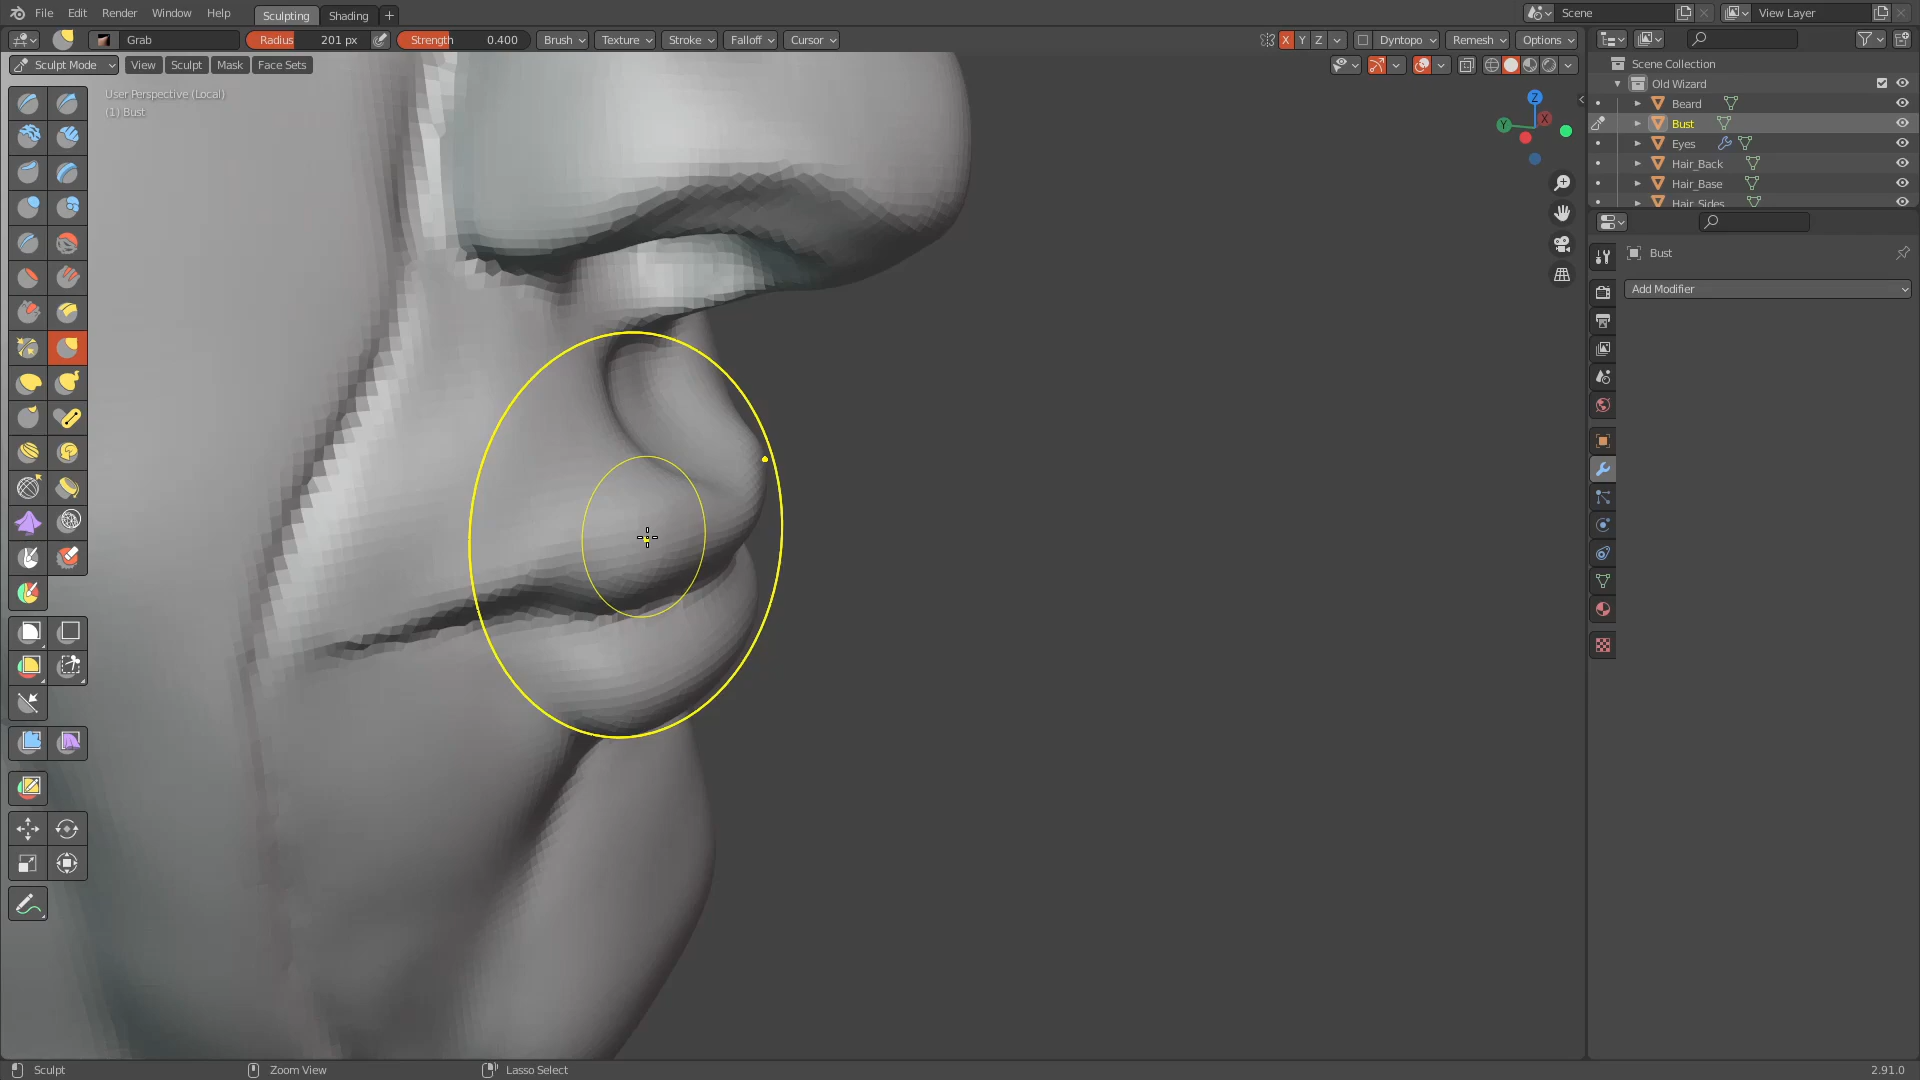 File Edit Render Window Help Sculpting Shading + Scene View Layer
Grab Radius 201 px Strength 0.400 Brush Texture Stroke Falloff Cursor X Y Z Dyntopo Remesh Options
Sculpt Mode View Sculpt Mask Face Sets
User Perspective (Local)
(1) Bust
Z
Y X
Scene Collection
Old Wizard
Beard
Bust
Eyes
Hair_Back
Hair_Base
Hair_Sides
Bust
Add Modifier
Sculpt Zoom View Lasso Select 2.91.0